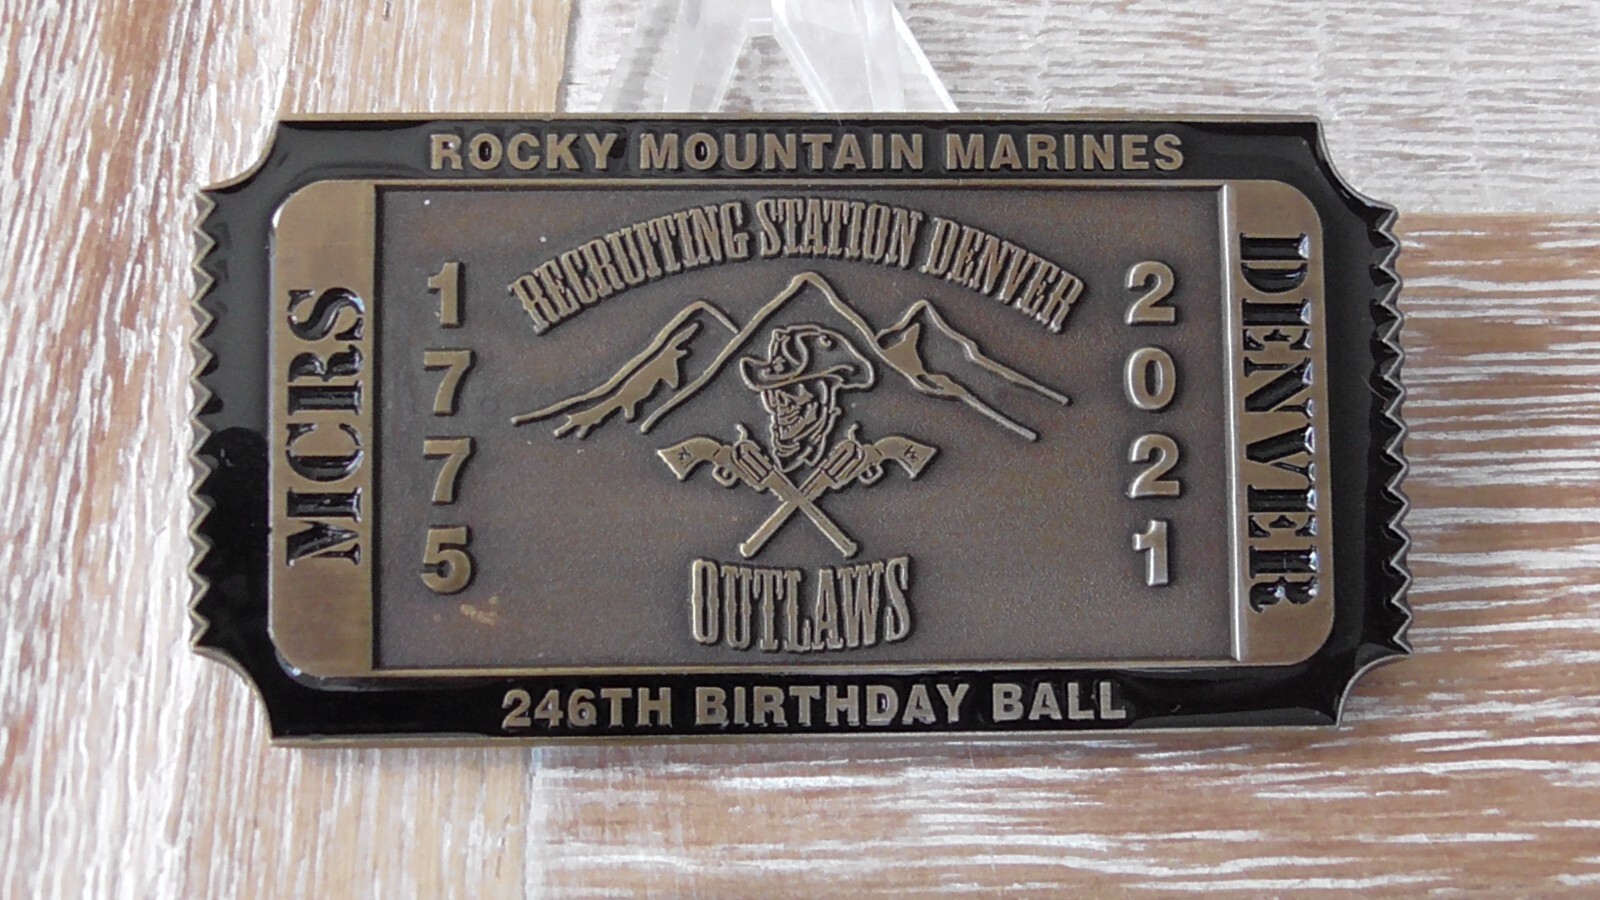 ROCKY MOUNTAIN MARINES
RECRUITING STATION DENVER
MCRS
1775
2021
DENVER
OUTLAWS
246TH BIRTHDAY BALL